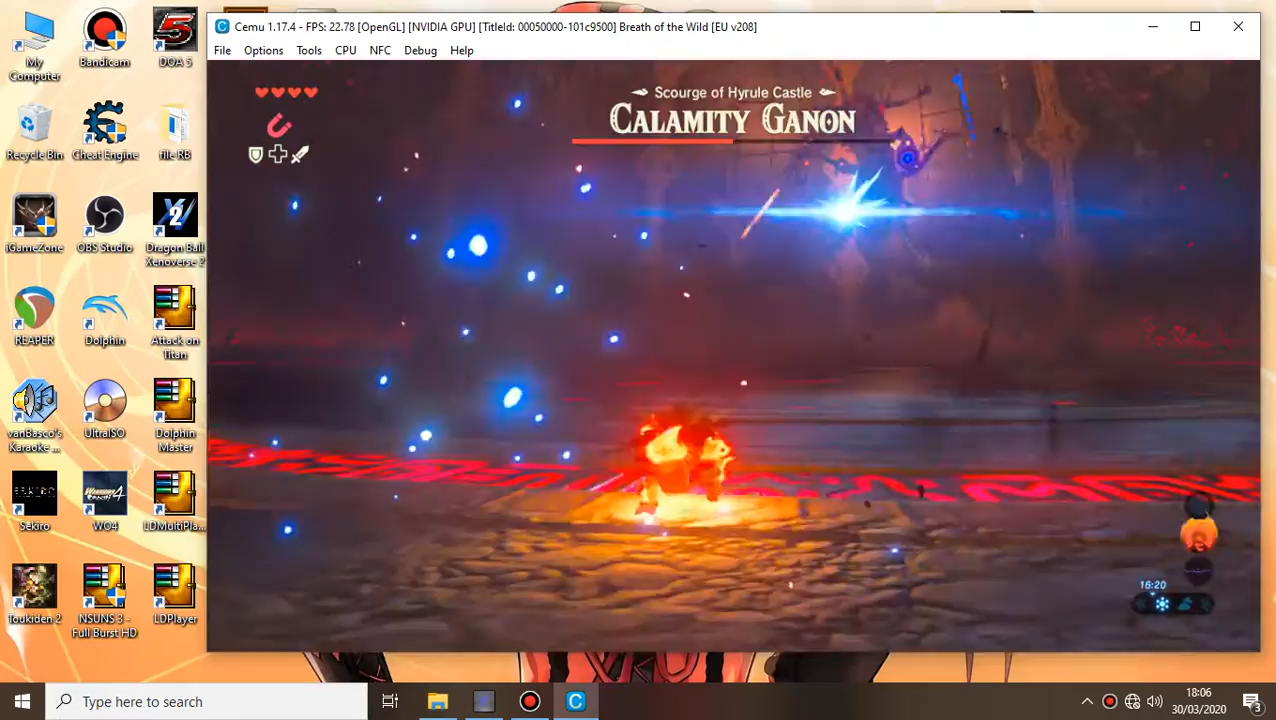 Cemu 1.17.4 - FPS: 22.78 [OpenGL] [NVIDIA GPU] [TitleId: 00050000-101c9500] Breath of the Wild [EU v208]
File Options Tools CPU NFC Debug Help
Scourge of Hyrule Castle
CALAMITY GANON
16:20
My Computer
Bandicam
DOA 5
Recycle Bin
Cheat Engine
file RB
iGameZone
OBS Studio
Dragon Ball Xenoverse 2
REAPER
Dolphin
Attack on Titan
vanBasco's Karaoke ...
UltraISO
Dolphin Master
SEKIRO
Sekiro
WO4
LDMultiPla...
Toukiden 2
NSUNS 3 - Full Burst HD
LDPlayer
Type here to search
18:06
30/03/2020
3